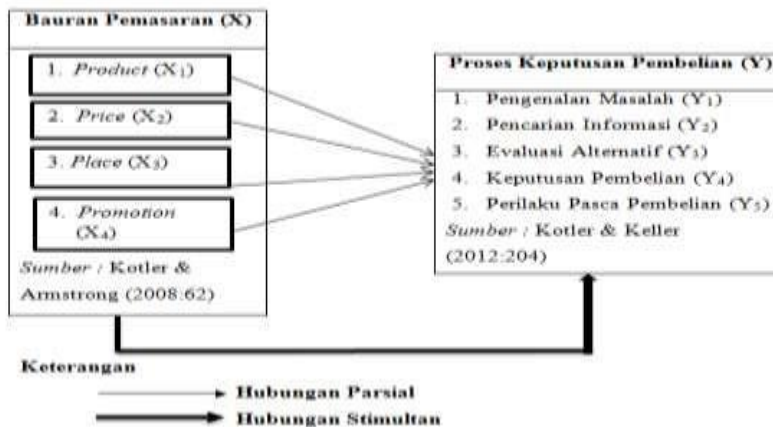 Bauran Pemasaran (X)
1. Product (X1)
2. Price (X2)
3. Place (X3)
4. Promotion
(X4)
Sumber : Kotler &
Armstrong (2008:62)
Proses Keputusan Pembelian (Y)
1. Pengenalan Masalah (Y1)
2. Pencarian Informasi (Y2)
3. Evaluasi Alternatif (Y3)
4. Keputusan Pembelian (Y4)
5. Perilaku Pasca Pembelian (Y5)
Sumber : Kotler & Keller
(2012:204)
Keterangan
Hubungan Parsial
Hubungan Stimultan